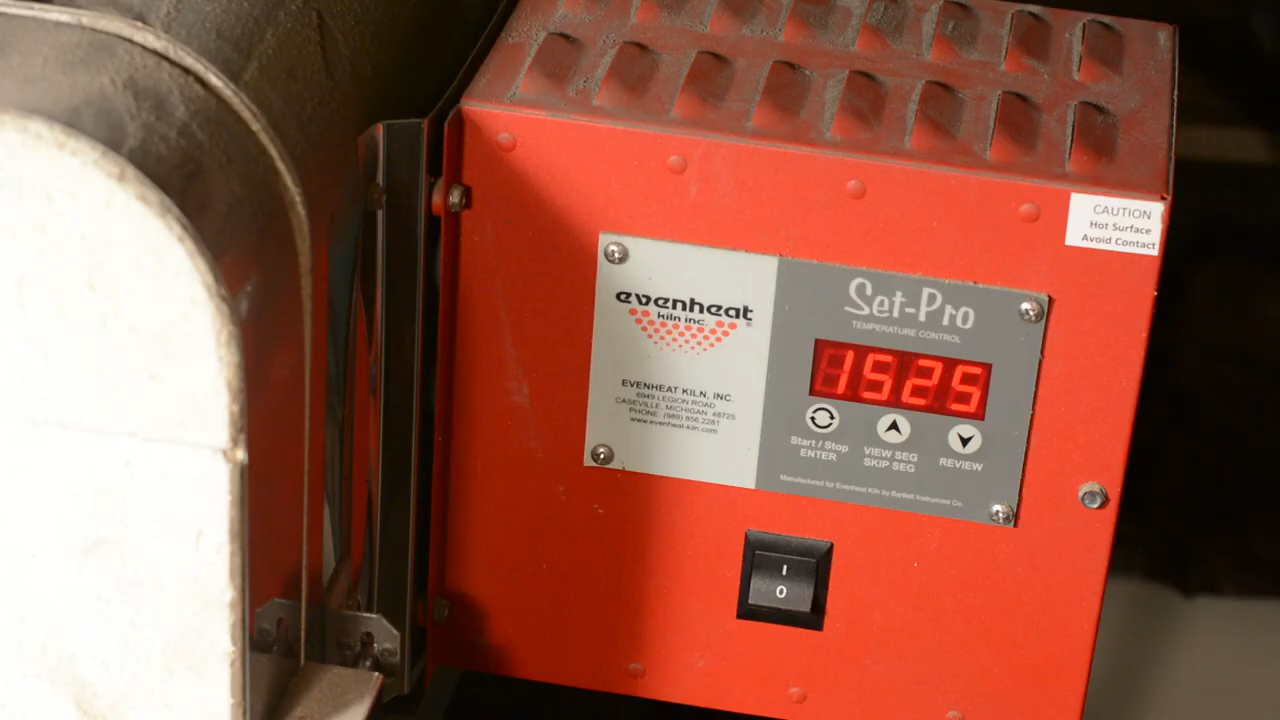 CAUTION
Hot Surface
Avoid Contact
evenheat
kiln inc.
®
EVENHEAT KILN, INC.
6949 LEGION ROAD
CASEVILLE, MICHIGAN 48725
PHONE: (989) 856.2281
www.evenheat-kiln.com
Set-Pro
TEMPERATURE CONTROL
1525
Start / Stop
ENTER
VIEW SEG
SKIP SEG
REVIEW
Manufactured for Evenheat Kiln by Bartlett Instrument Co.
I
0